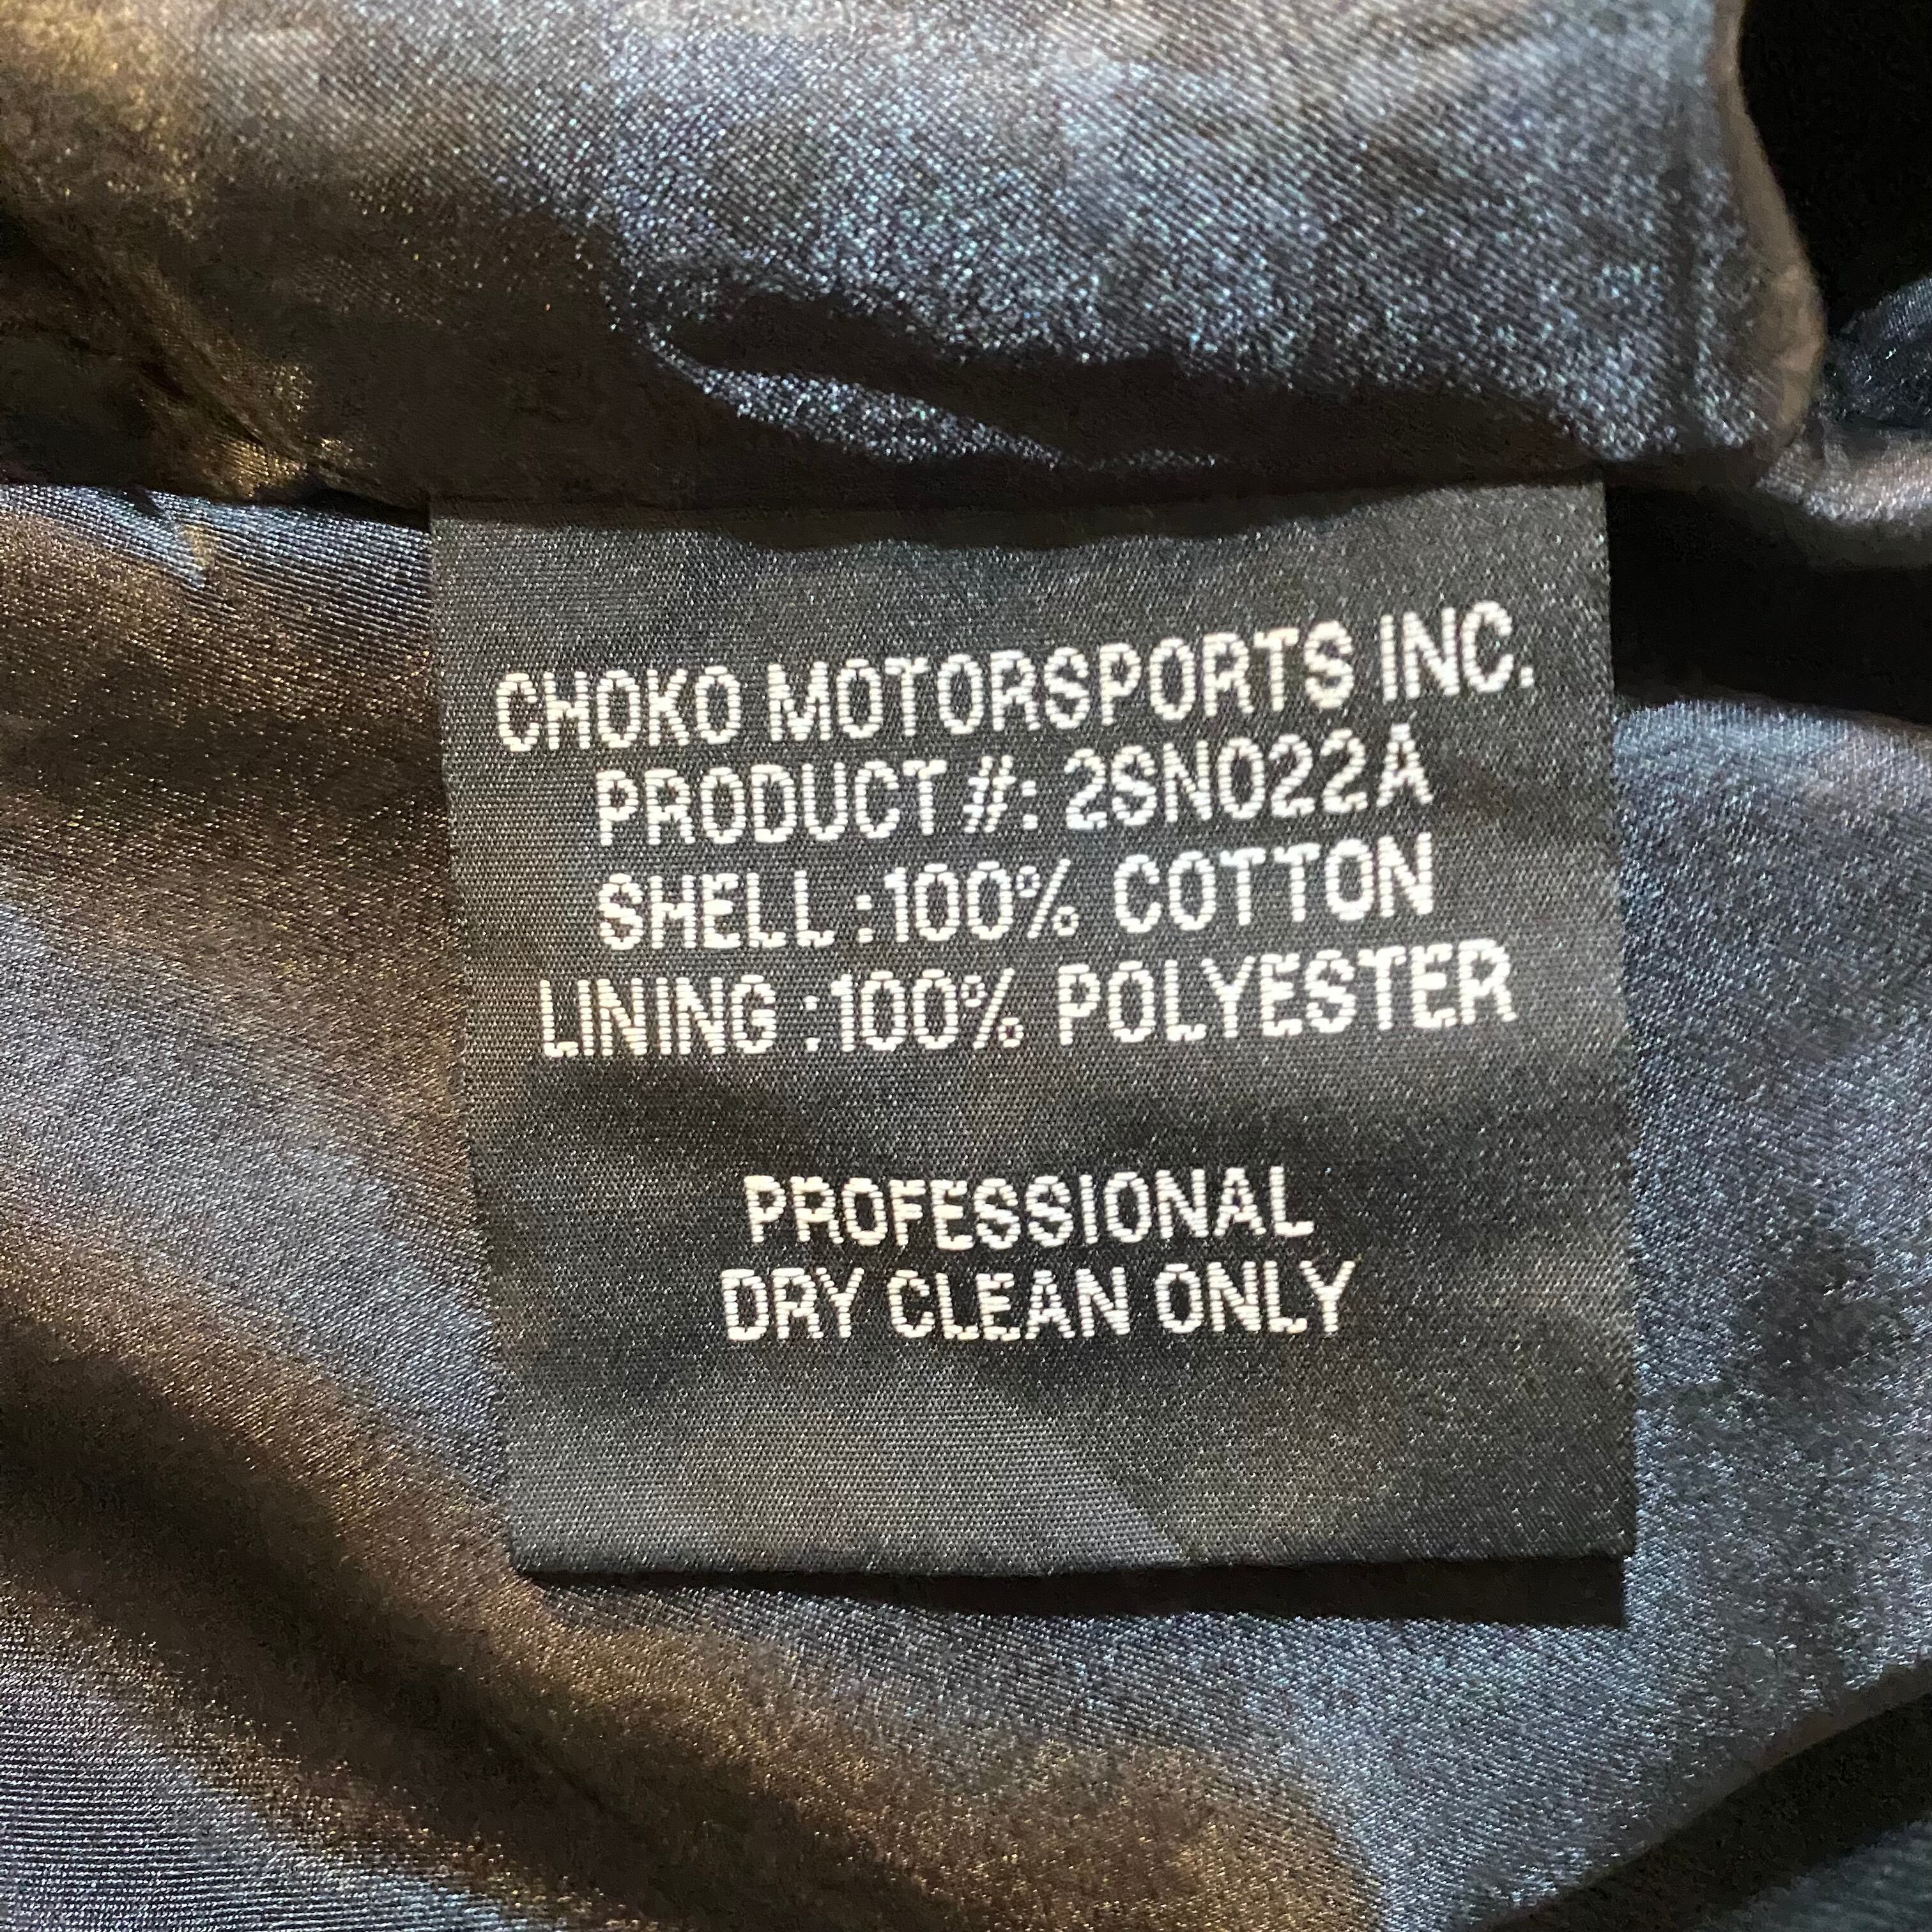 CHOKO MOTORSPORTS INC.
PRODUCT #: 2SN022A
SHELL :100% COTTON
LINING :100% POLYESTER
PROFESSIONAL
DRY CLEAN ONLY